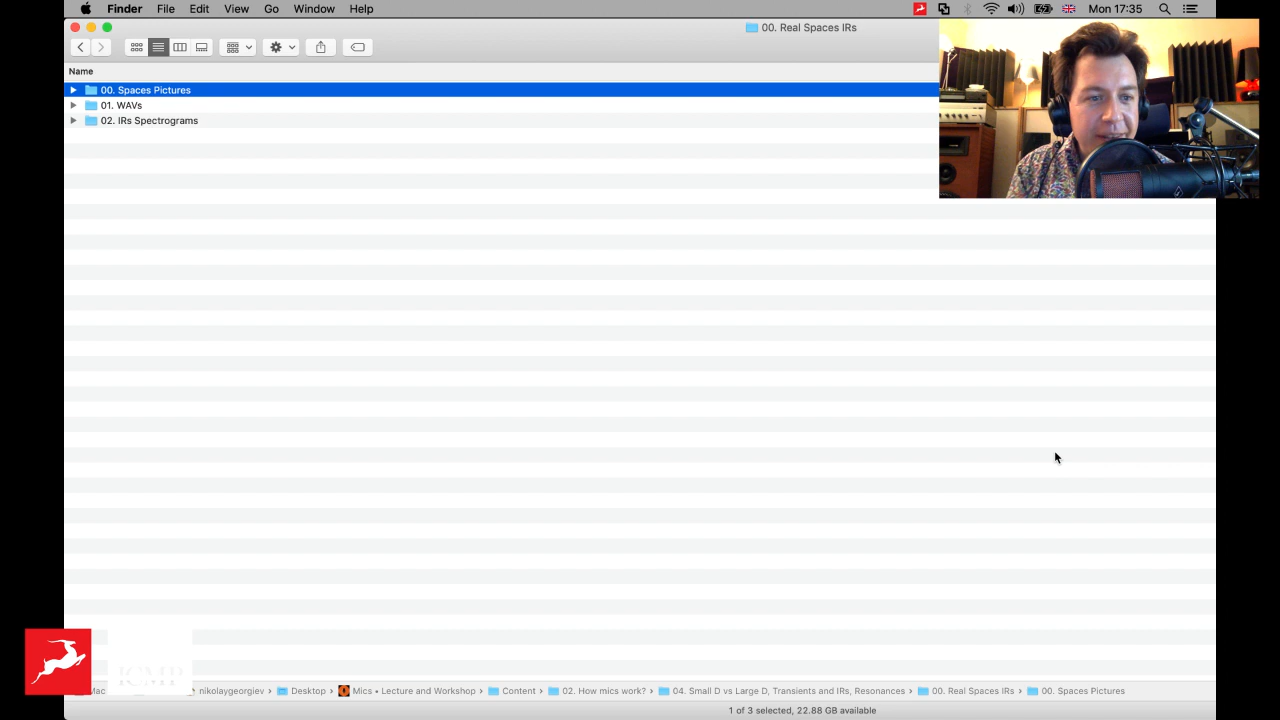 Finder File Edit View Go Window Help Mon 17:35
00. Real Spaces IRs
Name
00. Spaces Pictures
01. WAVs
02. IRs Spectrograms
Mac nikolaygeorgiev › Desktop › Mics • Lecture and Workshop › Content › 02. How mics work? › 04. Small D vs Large D, Transients and IRs, Resonances › 00. Real Spaces IRs › 00. Spaces Pictures
1 of 3 selected, 22.88 GB available